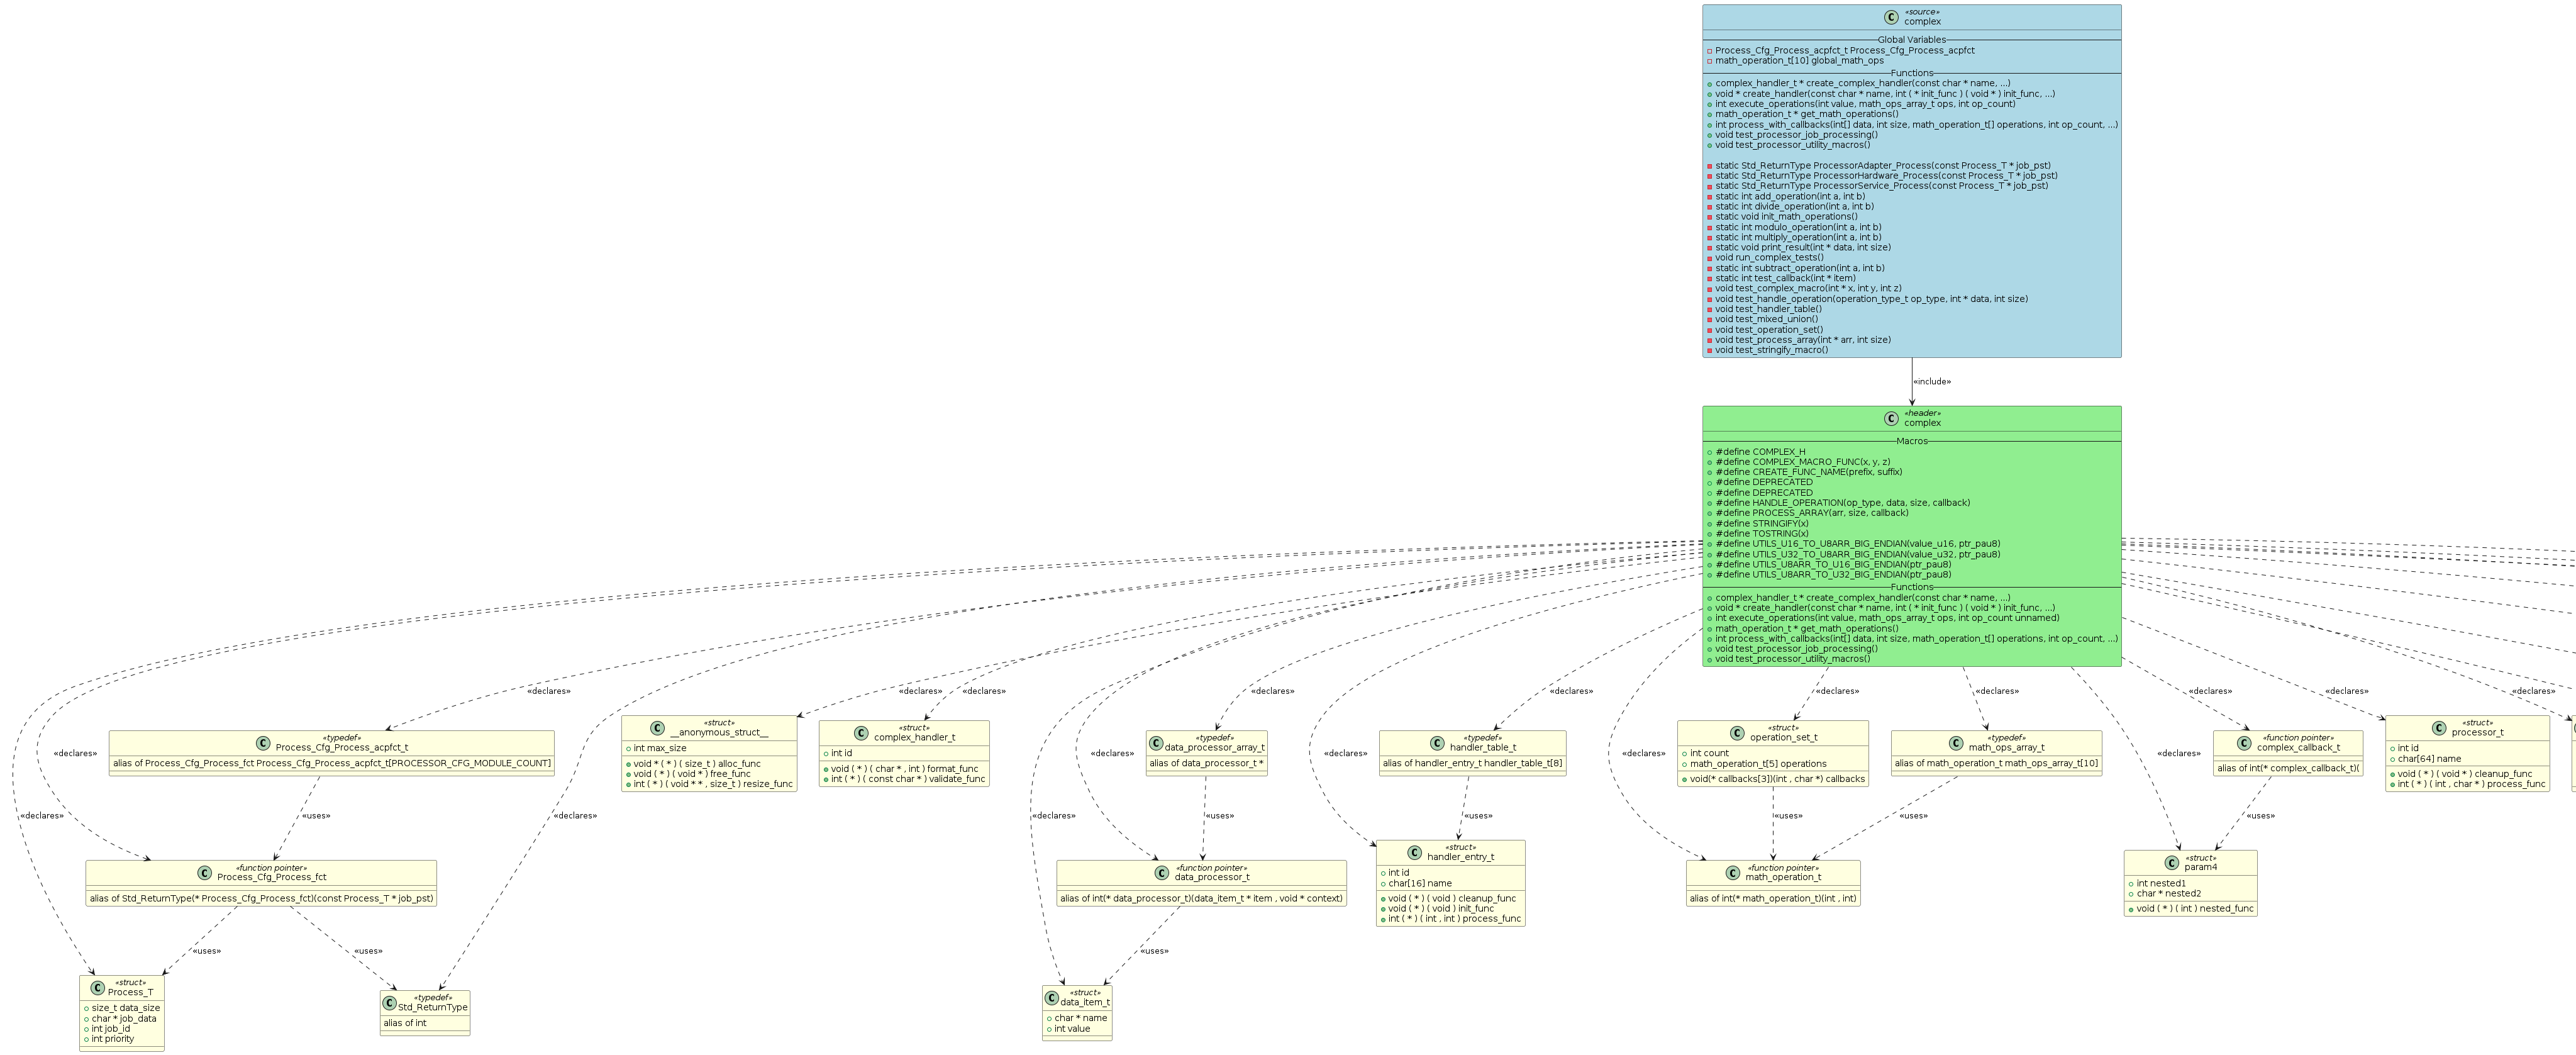 «source»
complex
Global Variables
Process_Cfg_Process_acpfct_t Process_Cfg_Process_acpfct
math_operation_t[10] global_math_ops
Functions
complex_handler_t * create_complex_handler(const char * name, ...)
void * create_handler(const char * name, int ( * init_func ) ( void * ) init_func, ...)
int execute_operations(int value, math_ops_array_t ops, int op_count)
math_operation_t * get_math_operations()
int process_with_callbacks(int[] data, int size, math_operation_t[] operations, int op_count, ...)
void test_processor_job_processing()
void test_processor_utility_macros()
static Std_ReturnType ProcessorAdapter_Process(const Process_T * job_pst)
static Std_ReturnType ProcessorHardware_Process(const Process_T * job_pst)
static Std_ReturnType ProcessorService_Process(const Process_T * job_pst)
static int add_operation(int a, int b)
static int divide_operation(int a, int b)
static void init_math_operations()
static int modulo_operation(int a, int b)
static int multiply_operation(int a, int b)
static void print_result(int * data, int size)
void run_complex_tests()
static int subtract_operation(int a, int b)
static int test_callback(int * item)
void test_complex_macro(int * x, int y, int z)
void test_handle_operation(operation_type_t op_type, int * data, int size)
void test_handler_table()
void test_mixed_union()
void test_operation_set()
void test_process_array(int * arr, int size)
void test_stringify_macro()
«include»
«header»
complex
Macros
#define COMPLEX_H
#define COMPLEX_MACRO_FUNC(x, y, z)
#define CREATE_FUNC_NAME(prefix, suffix)
#define DEPRECATED
#define DEPRECATED
#define HANDLE_OPERATION(op_type, data, size, callback)
#define PROCESS_ARRAY(arr, size, callback)
#define STRINGIFY(x)
#define TOSTRING(x)
#define UTILS_U16_TO_U8ARR_BIG_ENDIAN(value_u16, ptr_pau8)
#define UTILS_U32_TO_U8ARR_BIG_ENDIAN(value_u32, ptr_pau8)
#define UTILS_U8ARR_TO_U16_BIG_ENDIAN(ptr_pau8)
#define UTILS_U8ARR_TO_U32_BIG_ENDIAN(ptr_pau8)
Functions
complex_handler_t * create_complex_handler(const char * name, ...)
void * create_handler(const char * name, int ( * init_func ) ( void * ) init_func, ...)
int execute_operations(int value, math_ops_array_t ops, int op_count unnamed)
math_operation_t * get_math_operations()
int process_with_callbacks(int[] data, int size, math_operation_t[] operations, int op_count, ...)
void test_processor_job_processing()
void test_processor_utility_macros()
«declares» «declares» «declares» «declares» «declares» «declares» «declares» «declares» «declares» «declares»
«typedef»
Process_Cfg_Process_acpfct_t
alias of Process_Cfg_Process_fct Process_Cfg_Process_acpfct_t[PROCESSOR_CFG_MODULE_COUNT]
«struct»
__anonymous_struct__
int max_size
void * ( * ) ( size_t ) alloc_func
void ( * ) ( void * ) free_func
int ( * ) ( void * * , size_t ) resize_func
«struct»
complex_handler_t
int id
void ( * ) ( char * , int ) format_func
int ( * ) ( const char * ) validate_func
«typedef»
data_processor_array_t
alias of data_processor_t *
«typedef»
handler_table_t
alias of handler_entry_t handler_table_t[8]
«struct»
operation_set_t
int count
math_operation_t[5] operations
void(* callbacks[3])(int , char *) callbacks
«typedef»
math_ops_array_t
alias of math_operation_t math_ops_array_t[10]
«function pointer»
complex_callback_t
alias of int(* complex_callback_t)(
«struct»
processor_t
int id
char[64] name
void ( * ) ( void * ) cleanup_func
int ( * ) ( int , char * ) process_func
«declares» «declares» «declares» «declares» «declares»
«declares» «uses» «declares» «declares» «uses» «uses» «uses» «uses» «uses»
«function pointer»
Process_Cfg_Process_fct
alias of Std_ReturnType(* Process_Cfg_Process_fct)(const Process_T * job_pst)
«function pointer»
data_processor_t
alias of int(* data_processor_t)(data_item_t * item , void * context)
«struct»
handler_entry_t
int id
char[16] name
void ( * ) ( void ) cleanup_func
void ( * ) ( void ) init_func
int ( * ) ( int , int ) process_func
«function pointer»
math_operation_t
alias of int(* math_operation_t)(int , int)
«struct»
param4
int nested1
char * nested2
void ( * ) ( int ) nested_func
«uses» «uses» «uses»
«struct»
Process_T
size_t data_size
char * job_data
int job_id
int priority
«typedef»
Std_ReturnType
alias of int
«struct»
data_item_t
char * name
int value